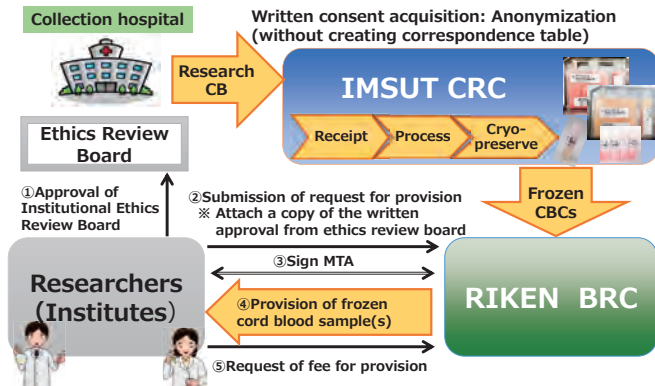 Collection hospital
Written consent acquisition: Anonymization
(without creating correspondence table)
Research
CB
IMSUT CRC
Receipt
Process
Cryo-
preserve
Ethics Review
Board
①Approval of
Institutional Ethics
Review Board
②Submission of request for provision
※ Attach a copy of the written
approval from ethics review board
Frozen
CBCs
③Sign MTA
Researchers
(Institutes)
④Provision of frozen
cord blood sample(s)
RIKEN BRC
⑤Request of fee for provision